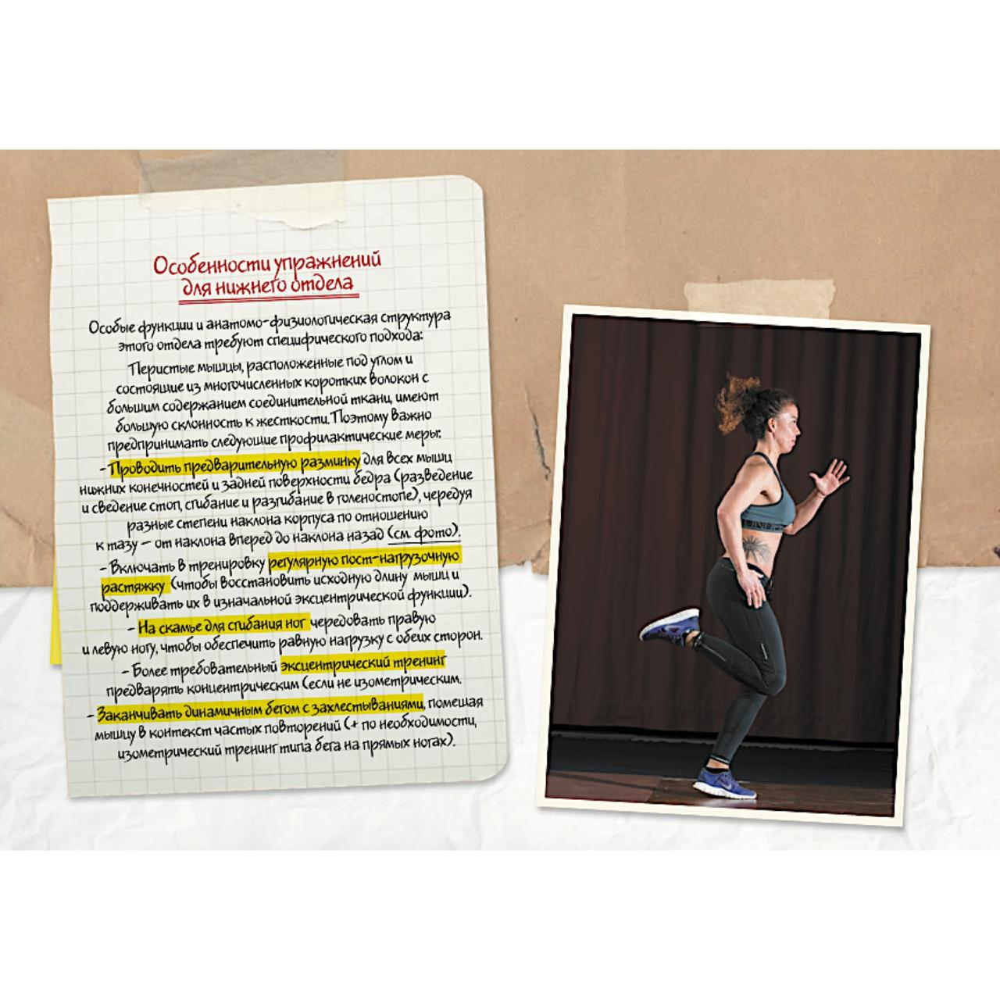 Особенности упражнений
для нижнего отдела
Особые функции и анатомо-физиологическая структура
этого отдела требуют специфического подхода:
Перистые мышцы, расположенные под углом и
состоящие из многочисленных коротких волокон с
большим содержанием соединительной ткани, имеют
большую склонность к жесткости. Поэтому важно
предпринимать следующие профилактические меры:
- Проводить предварительную разминку для всех мышц
нижних конечностей и задней поверхности бедра (разведение
и сведение стоп, сгибание и разгибание в голеностопе), чередуя
разные степени наклона корпуса по отношению
к тазу – от наклона вперед до наклона назад (см. фото).
- Включать в тренировку регулярную пост-нагрузочную
растяжку (чтобы восстановить исходную длину мышц и
поддерживать их в изначальной эксцентрической функции).
- На скамье для сгибания ног чередовать правую
и левую ногу, чтобы обеспечить равную нагрузку с обеих сторон.
- Более требовательный эксцентрический тренинг
предварять концентрическим (если не изометрическим.
- Заканчивать динамичным бегом с захлестываниями, помещая
мышцу в контекст частых повторений (+ по необходимости,
изометрический тренинг типа бега на прямых ногах).